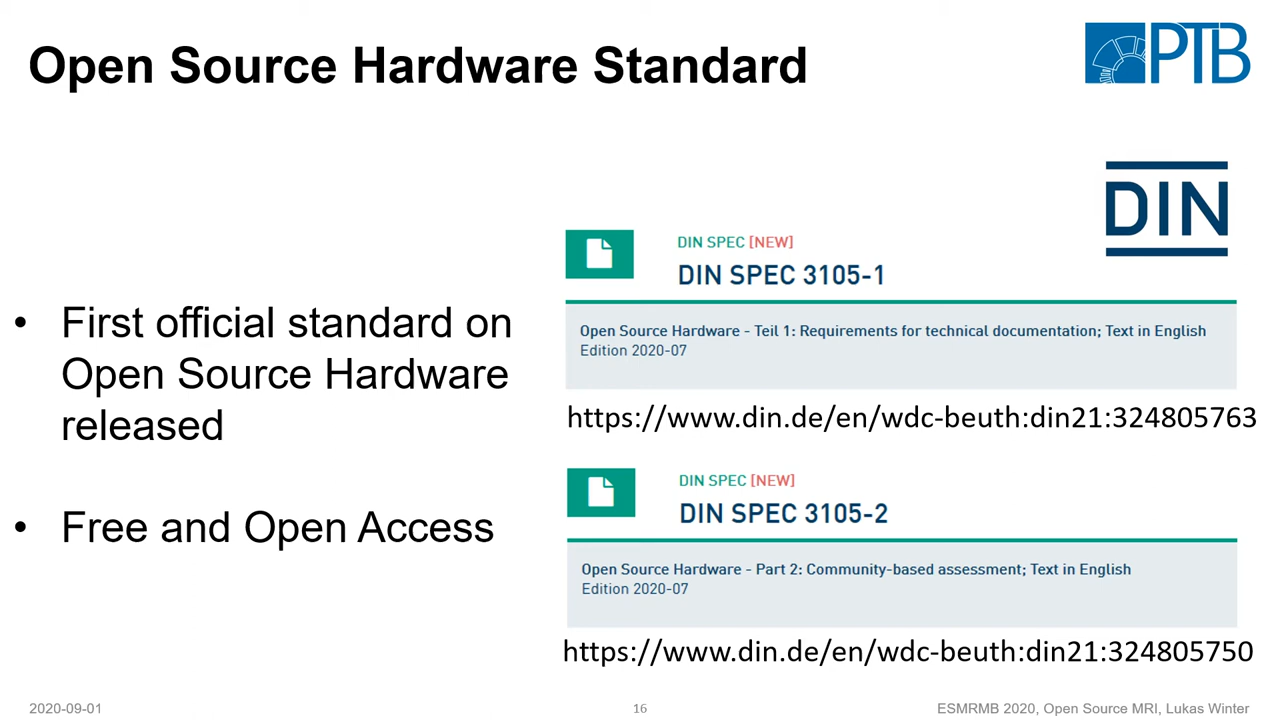 Open Source Hardware Standard
PTB
DIN
• First official standard on
Open Source Hardware
released
• Free and Open Access
DIN SPEC [NEW]
DIN SPEC 3105-1
Open Source Hardware - Teil 1: Requirements for technical documentation; Text in English
Edition 2020-07
https://www.din.de/en/wdc-beuth:din21:324805763
DIN SPEC [NEW]
DIN SPEC 3105-2
Open Source Hardware - Part 2: Community-based assessment; Text in English
Edition 2020-07
https://www.din.de/en/wdc-beuth:din21:324805750
2020-09-01
16
ESMRMB 2020, Open Source MRI, Lukas Winter